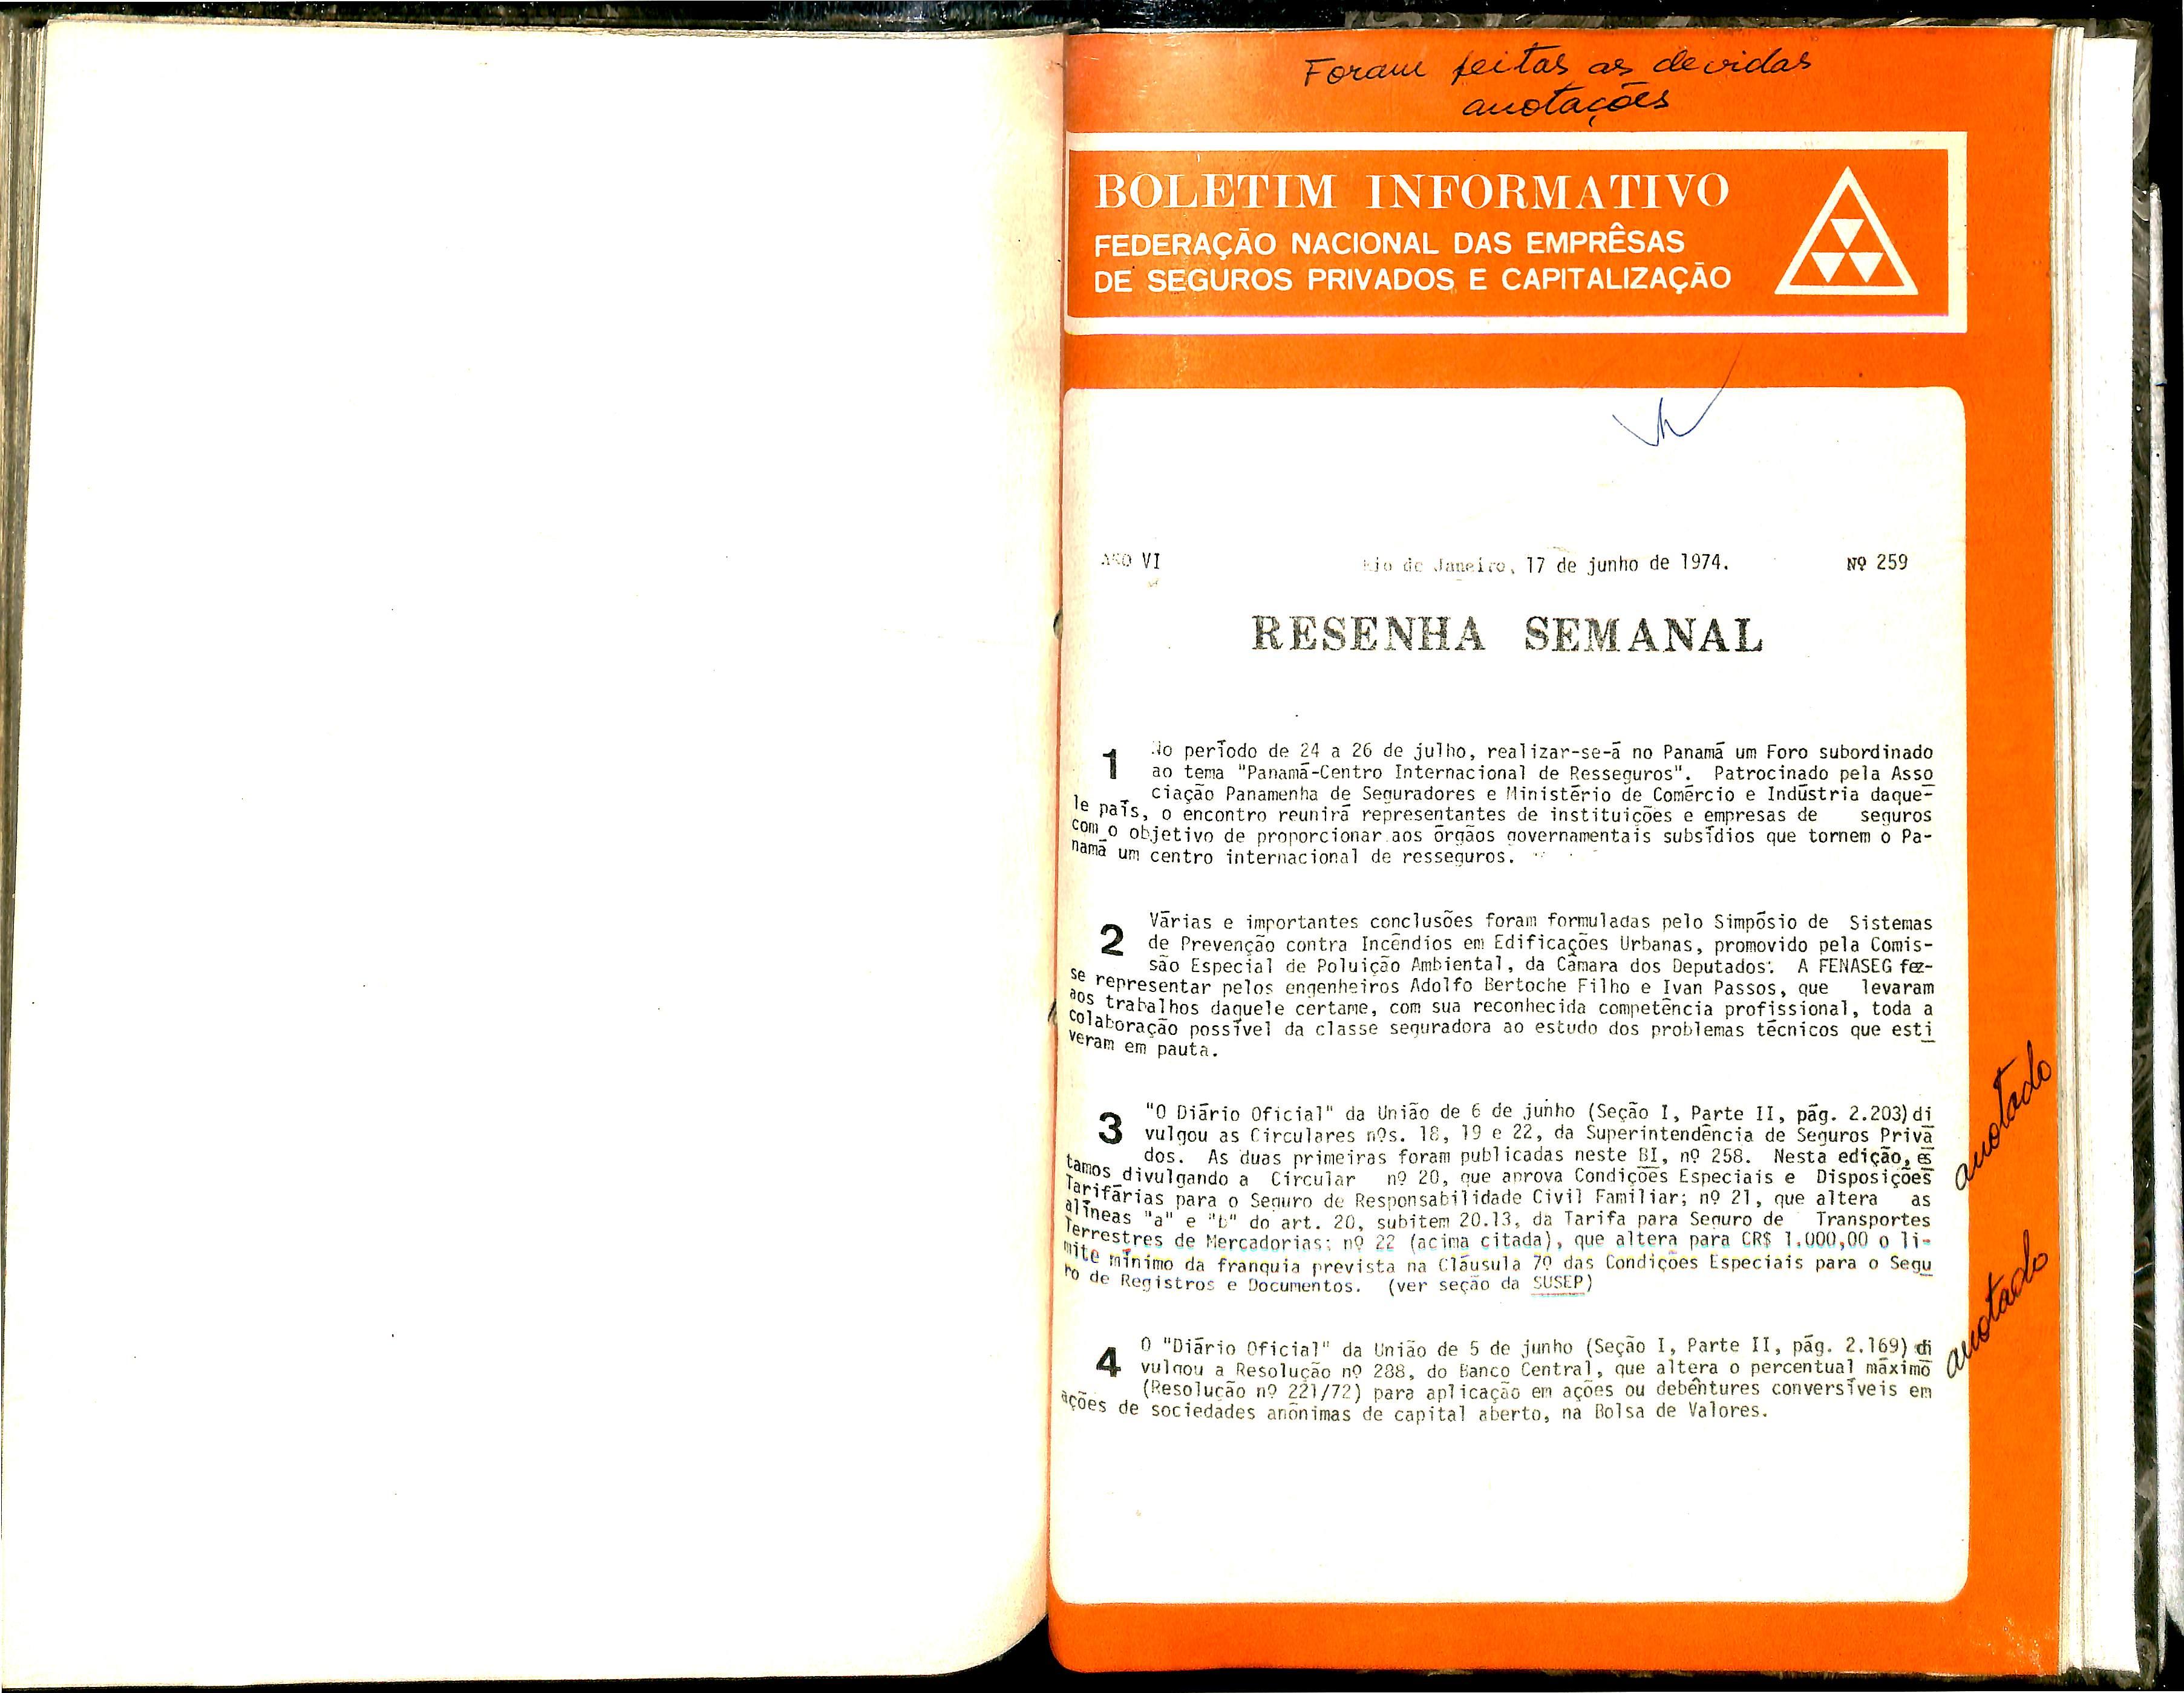 Foram feitas as devidas
anotações
BOLETIM INFORMATIVO
FEDERAÇÃO NACIONAL DAS EMPRÊSAS
DE SEGUROS PRIVADOS E CAPITALIZAÇÃO
ANO VI Rio de Janeiro, 17 de junho de 1974. Nº 259
RESENHA SEMANAL
1 No período de 24 a 26 de julho, realizar-se-á no Panamá um Foro subordinado
ao tema "Panamá-Centro Internacional de Resseguros". Patrocinado pela Asso
ciação Panamenha de Seguradores e Ministério de Comércio e Indústria daque-
le país, o encontro reunirá representantes de instituições e empresas de seguros
com o objetivo de proporcionar aos órgãos governamentais subsídios que tornem o Pa-
namá um centro internacional de resseguros.
2 Várias e importantes conclusões foram formuladas pelo Simpósio de Sistemas
de Prevenção contra Incêndios em Edificações Urbanas, promovido pela Comis-
são Especial de Poluição Ambiental, da Câmara dos Deputados. A FENASEG fez-
se representar pelos engenheiros Adolfo Bertoche Filho e Ivan Passos, que levaram
aos trabalhos daquele certame, com sua reconhecida competência profissional, toda a
colaboração possível da classe seguradora ao estudo dos problemas técnicos que esti
veram em pauta.
3 "O Diário Oficial" da União de 6 de junho (Seção I, Parte II, pág. 2.203) di
vulgou as Circulares nºs. 18, 19 e 22, da Superintendência de Seguros Priva
dos. As duas primeiras foram publicadas neste BI, nº 258. Nesta edição, es
tamos divulgando a Circular nº 20, que aprova Condições Especiais e Disposições
Tarifárias para o Seguro de Responsabilidade Civil Familiar; nº 21, que altera as
alíneas "a" e "b" do art. 20, subitem 20.13, da Tarifa para Seguro de Transportes
Terrestres de Mercadorias; nº 22 (acima citada), que altera para CR$ 1.000,00 o li-
mite mínimo da franquia prevista na Cláusula 7º das Condições Especiais para o Segu
ro de Registros e Documentos. (ver seção da SUSEP)
anotado
4 O "Diário Oficial" da União de 5 de junho (Seção I, Parte II, pág. 2.169) di
vulgou a Resolução nº 288, do Banco Central, que altera o percentual máximo
(Resolução nº 221/72) para aplicação em ações ou debêntures conversíveis em
ações de sociedades anônimas de capital aberto, na Bolsa de Valores.
anotado